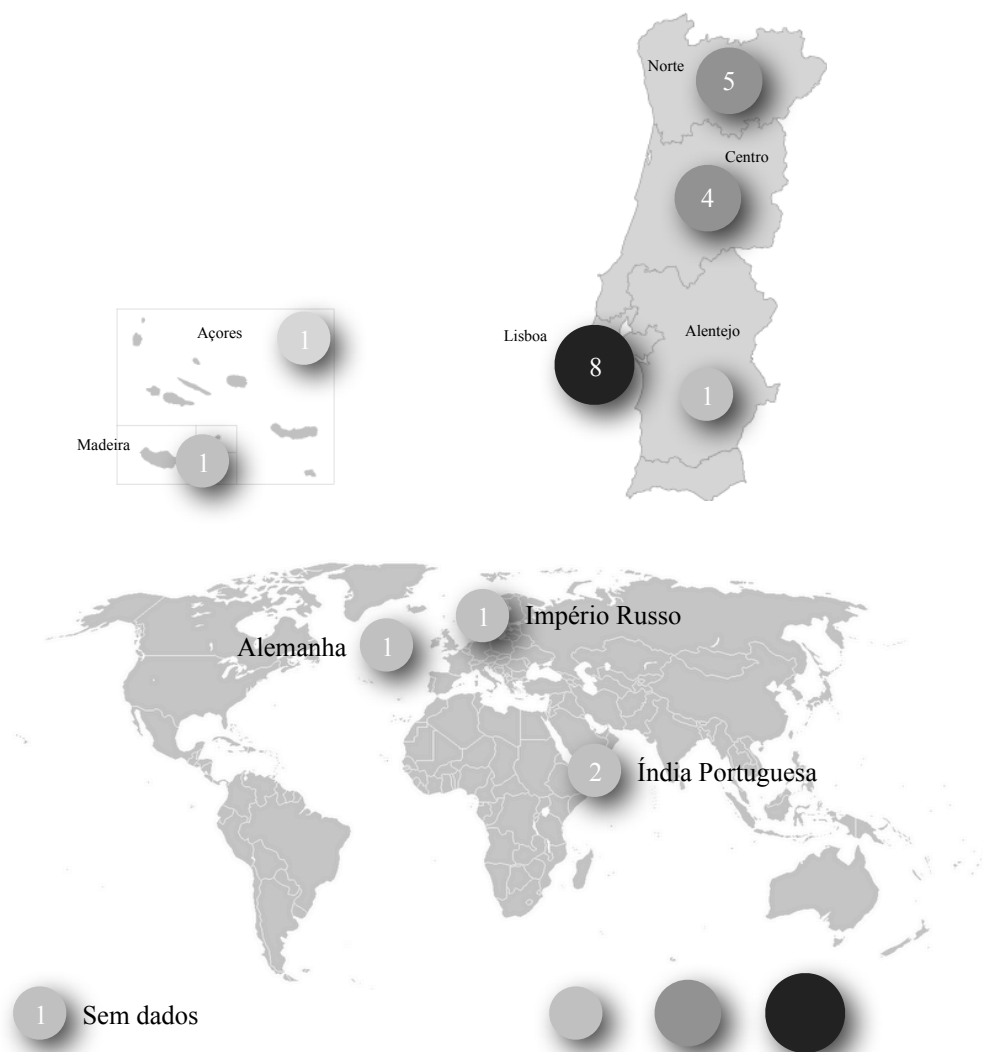 Norte
5
Centro
4
Açores
1
Lisboa
8
Alentejo
1
Madeira
1
1
Império Russo
Alemanha
1
2
Índia Portuguesa
1
Sem dados